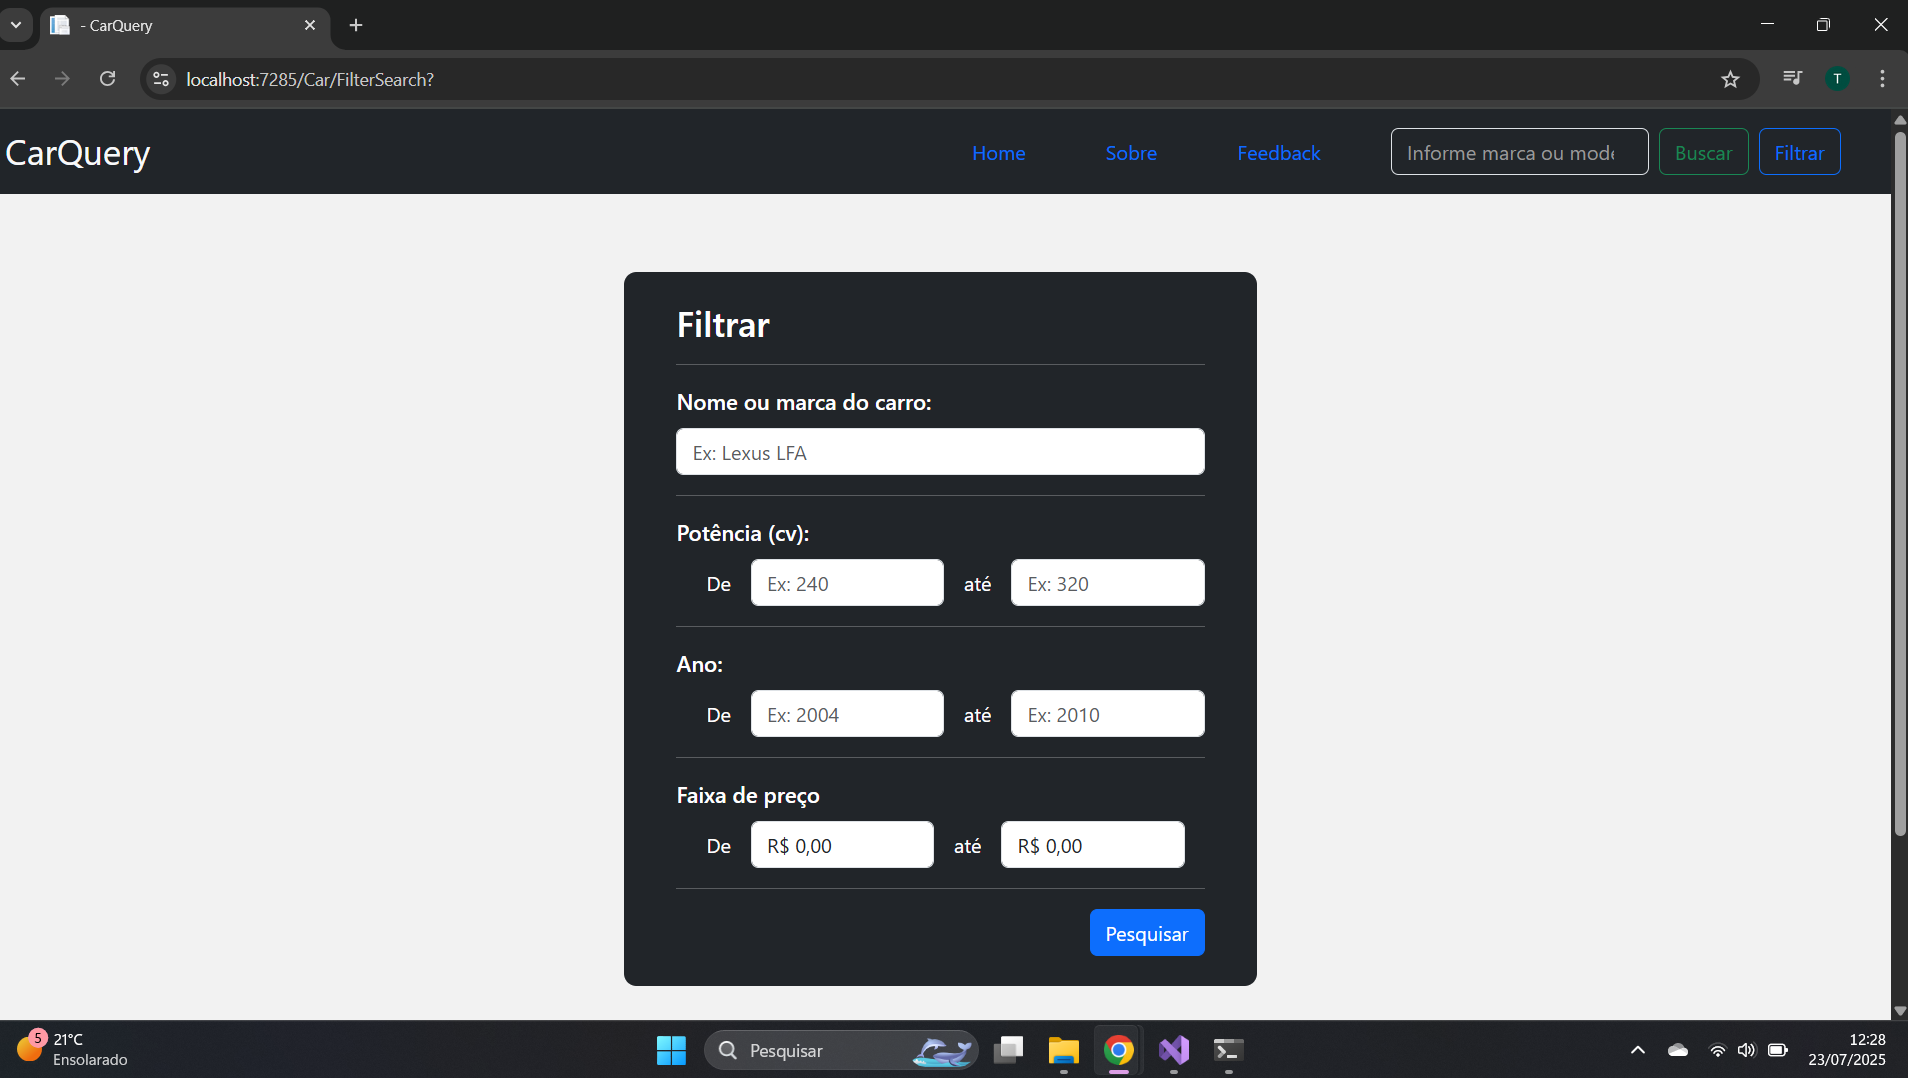 - CarQuery
localhost:7285/Car/FilterSearch?
T
CarQuery
Home Sobre Feedback Informe marca ou mode Buscar Filtrar
Filtrar
Nome ou marca do carro:
Ex: Lexus LFA
Potência (cv):
De Ex: 240 até Ex: 320
Ano:
De Ex: 2004 até Ex: 2010
Faixa de preço
De R$ 0,00 até R$ 0,00
Pesquisar
5
21°C
Ensolarado
Pesquisar
12:28
23/07/2025